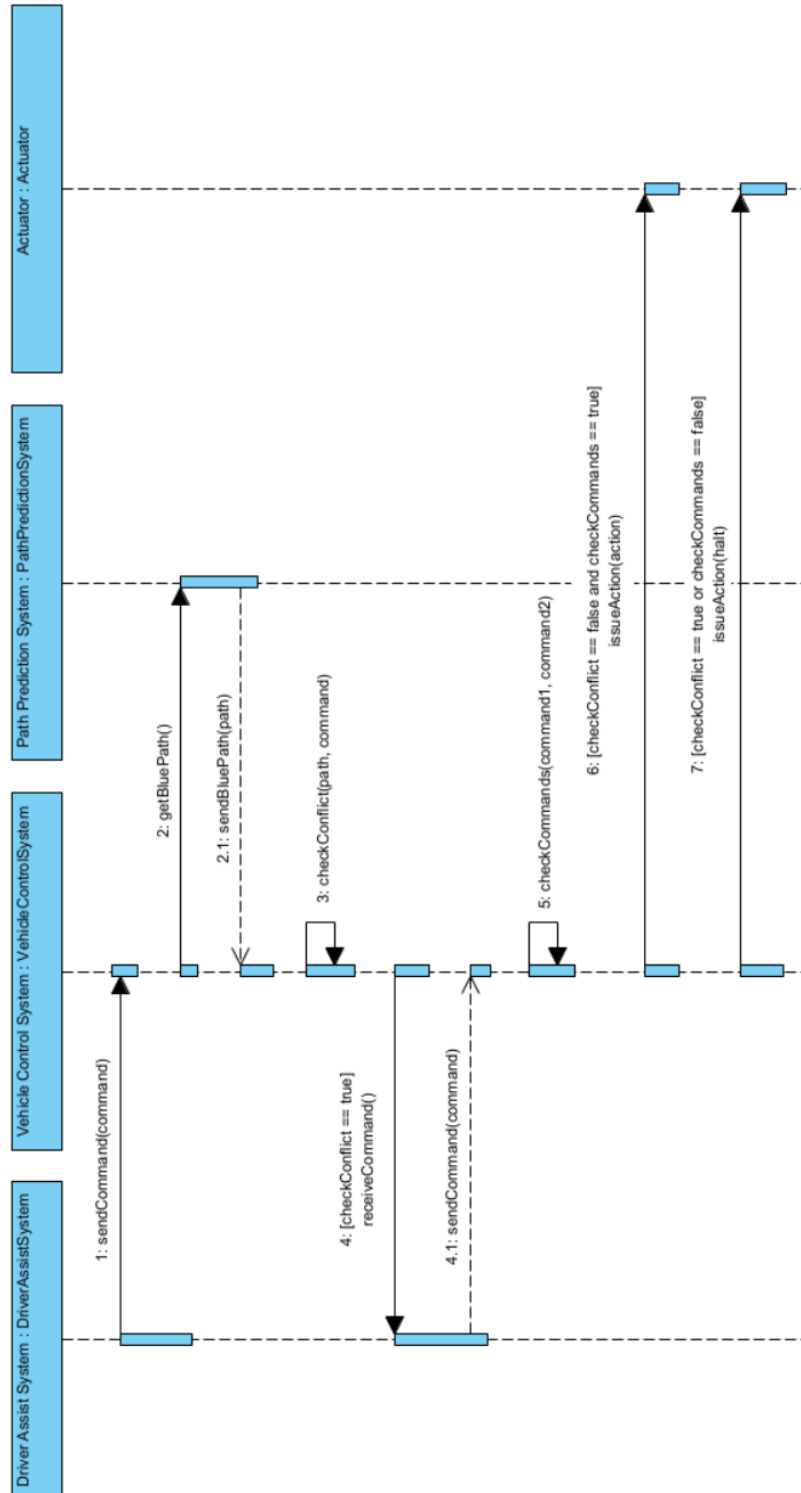 Driver Assist System : DriverAssistSystem
Vehicle Control System : VehicleControlSystem
Path Prediction System : PathPredictionSystem
Actuator : Actuator
1: sendCommand(command)
2: getBluePath()
2.1: sendBluePath(path)
3: checkConflict(path, command)
4: [checkConflict == true]
receiveCommand()
4.1: sendCommand(command)
5: checkCommands(command1, command2)
6: [checkConflict == false and checkCommands == true]
issueAction(action)
7: [checkConflict == true or checkCommands == false]
issueAction(halt)